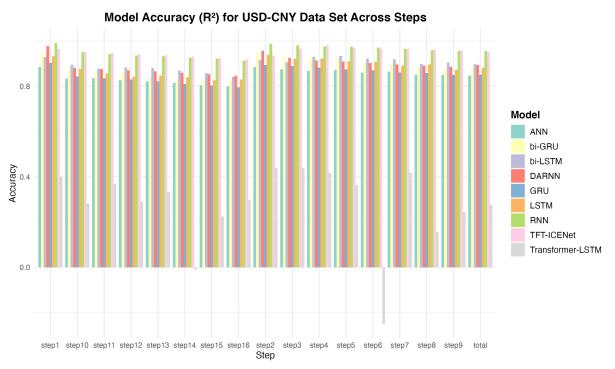 Model Accuracy (R²) for USD-CNY Data Set Across Steps
Accuracy
0.8
0.4
0.0
step1 step10 step11 step12 step13 step14 step15 step16 step2 step3 step4 step5 step6 step7 step8 step9 total
Step
Model
ANN
bi-GRU
bi-LSTM
DARNN
GRU
LSTM
RNN
TFT-ICENet
Transformer-LSTM